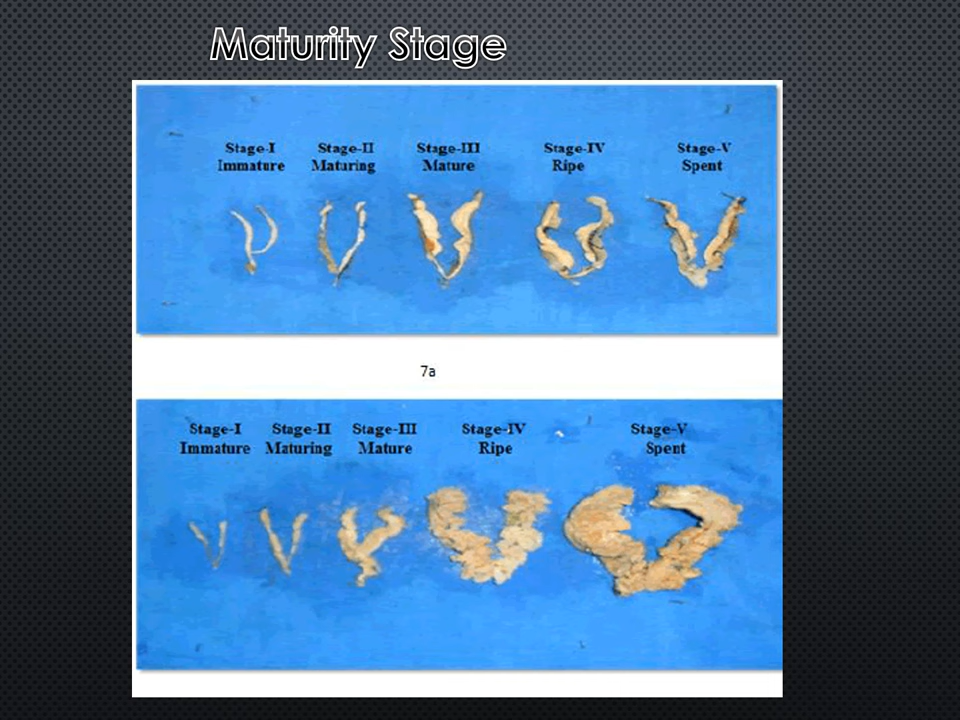 Maturity Stage
Stage-I Stage-II Stage-III Stage-IV Stage-V
Immature Maturing Mature Ripe Spent
7a
Stage-I Stage-II Stage-III Stage-IV Stage-V
Immature Maturing Mature Ripe Spent